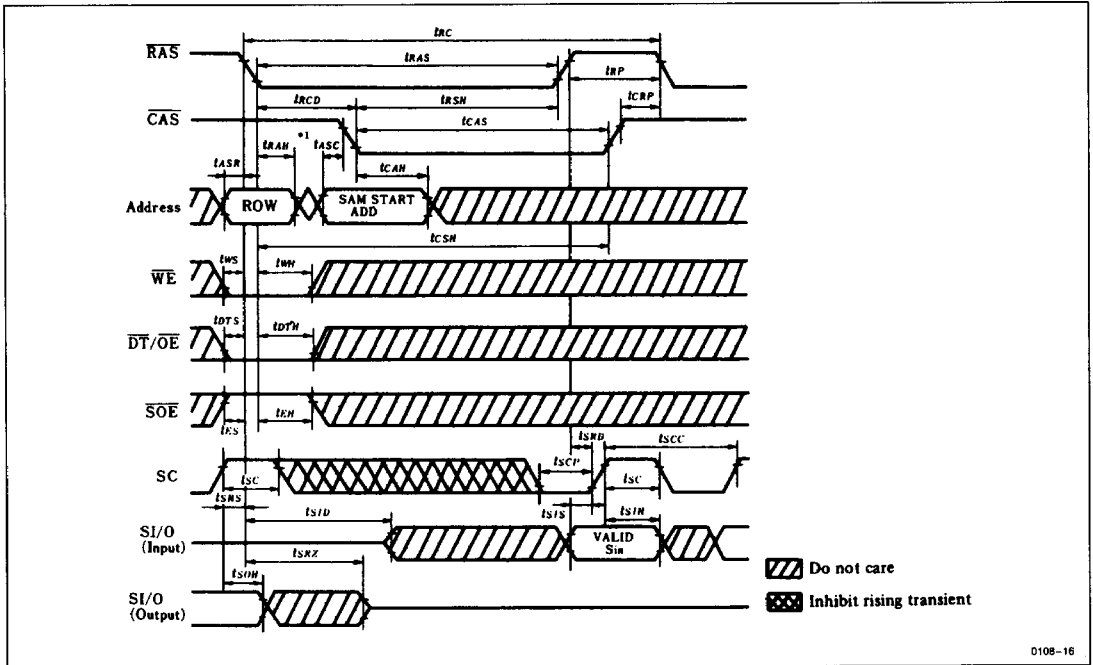 tRC
RAS
tRAS
tRP
tRCD
tRSH
tCRP
CAS
tCAS
*1
tRAH
tASC
tASR
tCAH
Address
ROW
SAM START
ADD
tCSH
tWS
tWH
WE
tDTS
tDTH
DT/OE
SOE
tES
tEH
tSRD
tSCC
SC
tSC
tSCP
tSC
tSRS
tSIS
tSID
tSIH
SI/O
(Input)
VALID
Sin
tSRZ
Do not care
tSOH
SI/O
(Output)
Inhibit rising transient
0108-16